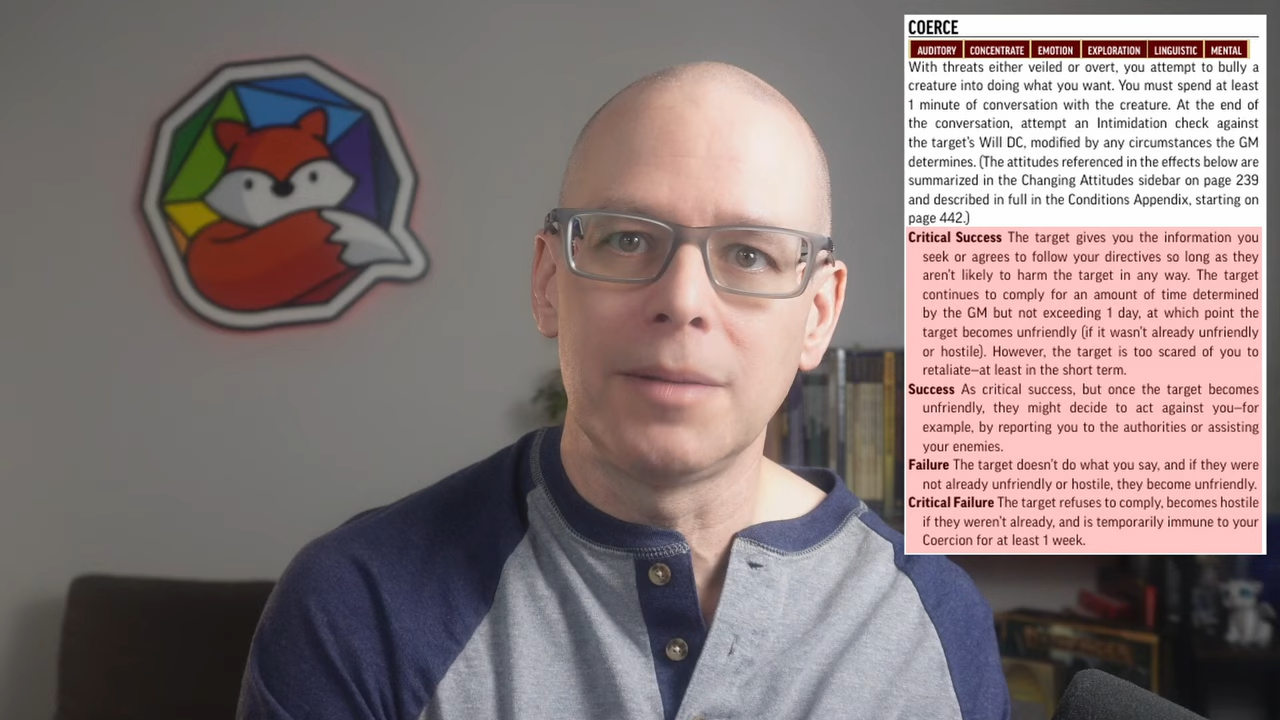 COERCE
AUDITORY CONCENTRATE EMOTION EXPLORATION LINGUISTIC MENTAL
With threats either veiled or overt, you attempt to bully a
creature into doing what you want. You must spend at least
1 minute of conversation with the creature. At the end of
the conversation, attempt an Intimidation check against
the target's Will DC, modified by any circumstances the GM
determines. (The attitudes referenced in the effects below are
summarized in the Changing Attitudes sidebar on page 239
and described in full in the Conditions Appendix, starting on
page 442.)
Critical Success The target gives you the information you
seek or agrees to follow your directives so long as they
aren't likely to harm the target in any way. The target
continues to comply for an amount of time determined
by the GM but not exceeding 1 day, at which point the
target becomes unfriendly (if it wasn't already unfriendly
or hostile). However, the target is too scared of you to
retaliate—at least in the short term.
Success As critical success, but once the target becomes
unfriendly, they might decide to act against you—for
example, by reporting you to the authorities or assisting
your enemies.
Failure The target doesn't do what you say, and if they were
not already unfriendly or hostile, they become unfriendly.
Critical Failure The target refuses to comply, becomes hostile
if they weren't already, and is temporarily immune to your
Coercion for at least 1 week.